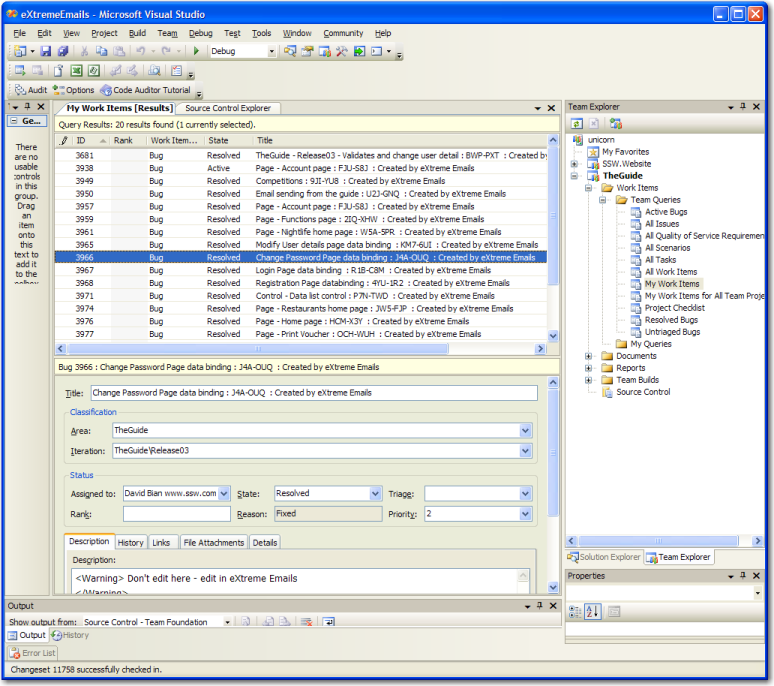 eXtremeEmails - Microsoft Visual Studio
File Edit View Project Build Team Debug Test Tools Window Community Help
Debug
Audit Options Code Auditor Tutorial
Ge...
There are no usable controls in this group. Drag an item onto this text to add it to the toolbox
My Work Items [Results] Source Control Explorer
Query Results: 20 results found (1 currently selected).
ID Rank Work Item... State Title
3681 Bug Resolved TheGuide - Release03 - Validates and change user detail : BWP-PXT : Created by
3938 Bug Active Page - Account page : FJU-S8J : Created by eXtreme Emails
3949 Bug Resolved Competitions : 9JI-YU8 : Created by eXtreme Emails
3950 Bug Resolved Email sending from the guide : U2J-GNQ : Created by eXtreme Emails
3957 Bug Resolved Page - Account page : FJU-S8J : Created by eXtreme Emails
3959 Bug Resolved Page - Functions page : 2IQ-XHW : Created by eXtreme Emails
3961 Bug Resolved Page - Nightlife home page : W5A-5PR : Created by eXtreme Emails
3965 Bug Resolved Modify User details page data binding : KM7-6UI : Created by eXtreme Emails
3966 Bug Resolved Change Password Page data binding : J4A-OUQ : Created by eXtreme Emails
3967 Bug Resolved Login Page data binding : R1B-C8M : Created by eXtreme Emails
3968 Bug Resolved Registration Page databinding : 4YU-1R2 : Created by eXtreme Emails
3971 Bug Resolved Control - Data list control : P7N-TWD : Created by eXtreme Emails
3974 Bug Resolved Page - Restaurants home page : JW5-FJP : Created by eXtreme Emails
3976 Bug Resolved Page - Home page : HCM-X3Y : Created by eXtreme Emails
3977 Bug Resolved Page - Print Voucher : OCH-WUH : Created by eXtreme Emails
Bug 3966 : Change Password Page data binding : J4A-OUQ : Created by eXtreme Emails
Title: Change Password Page data binding : J4A-OUQ : Created by eXtreme Emails
Classification
Area: TheGuide
Iteration: TheGuide\Release03
Status
Assigned to: David Bian www.ssw.com State: Resolved Triage:
Rank: Reason: Fixed Priority: 2
Description History Links File Attachments Details
Description:
<Warning> Don't edit here - edit in eXtreme Emails
</Warning>
Team Explorer
unicorn
My Favorites
SSW.Website
TheGuide
Work Items
Team Queries
Active Bugs
All Issues
All Quality of Service Requiremen
All Scenarios
All Tasks
All Work Items
My Work Items
My Work Items for All Team Proje
Project Checklist
Resolved Bugs
Untriaged Bugs
My Queries
Documents
Reports
Team Builds
Source Control
Solution Explorer Team Explorer
Properties
Output
Show output from: Source Control - Team Foundation
Output History
Error List
Changeset 11758 successfully checked in.